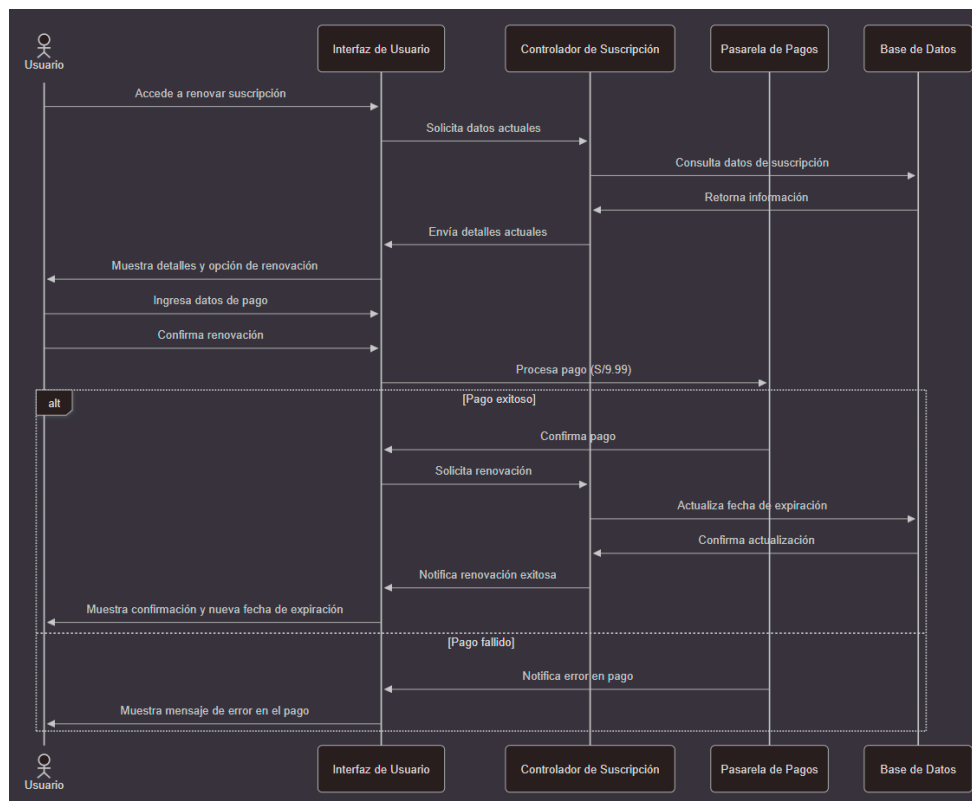 Usuario
Interfaz de Usuario
Controlador de Suscripción
Pasarela de Pagos
Base de Datos
Accede a renovar suscripción
Solicita datos actuales
Consulta datos de suscripción
Retorna información
Envía detalles actuales
Muestra detalles y opción de renovación
Ingresa datos de pago
Confirma renovación
Procesa pago (S/9.99)
alt
[Pago exitoso]
Confirma pago
Solicita renovación
Actualiza fecha de expiración
Confirma actualización
Notifica renovación exitosa
Muestra confirmación y nueva fecha de expiración
[Pago fallido]
Notifica error en pago
Muestra mensaje de error en el pago
Usuario
Interfaz de Usuario
Controlador de Suscripción
Pasarela de Pagos
Base de Datos